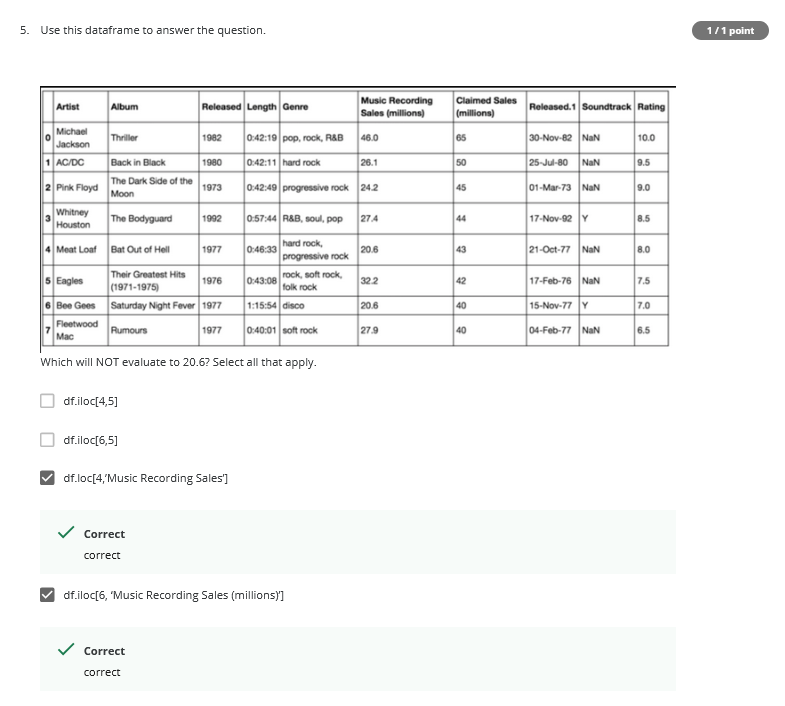 5. Use this dataframe to answer the question.
1 / 1 point
Artist Album Released Length Genre Music Recording Sales (millions) Claimed Sales (millions) Released.1 Soundtrack Rating
0 Michael Jackson Thriller 1982 0:42:19 pop, rock, R&B 46.0 65 30-Nov-82 NaN 10.0
1 AC/DC Back in Black 1980 0:42:11 hard rock 26.1 50 25-Jul-80 NaN 9.5
2 Pink Floyd The Dark Side of the Moon 1973 0:42:49 progressive rock 24.2 45 01-Mar-73 NaN 9.0
3 Whitney Houston The Bodyguard 1992 0:57:44 R&B, soul, pop 27.4 44 17-Nov-92 Y 8.5
4 Meat Loaf Bat Out of Hell 1977 0:46:33 hard rock, progressive rock 20.6 43 21-Oct-77 NaN 8.0
5 Eagles Their Greatest Hits (1971-1975) 1976 0:43:08 rock, soft rock, folk rock 32.2 42 17-Feb-76 NaN 7.5
6 Bee Gees Saturday Night Fever 1977 1:15:54 disco 20.6 40 15-Nov-77 Y 7.0
7 Fleetwood Mac Rumours 1977 0:40:01 soft rock 27.9 40 04-Feb-77 NaN 6.5
Which will NOT evaluate to 20.6? Select all that apply.
df.iloc[4,5]
df.iloc[6,5]
df.loc[4,'Music Recording Sales']
Correct
correct
df.iloc[6, 'Music Recording Sales (millions)']
Correct
correct